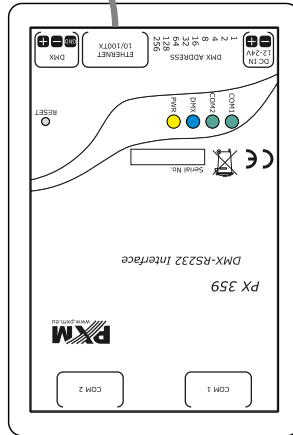 COM 1
COM 2
PXM
www.pxm.eu
PX 359
DMX-RS232 Interface
Serial No.
CE
COM1
COM2
DMX
PWR
RESET
DC IN
12-24V
DMX ADDRESS
1
2
4
8
16
32
64
128
256
ETHERNET
10/100TX
DMX
GND